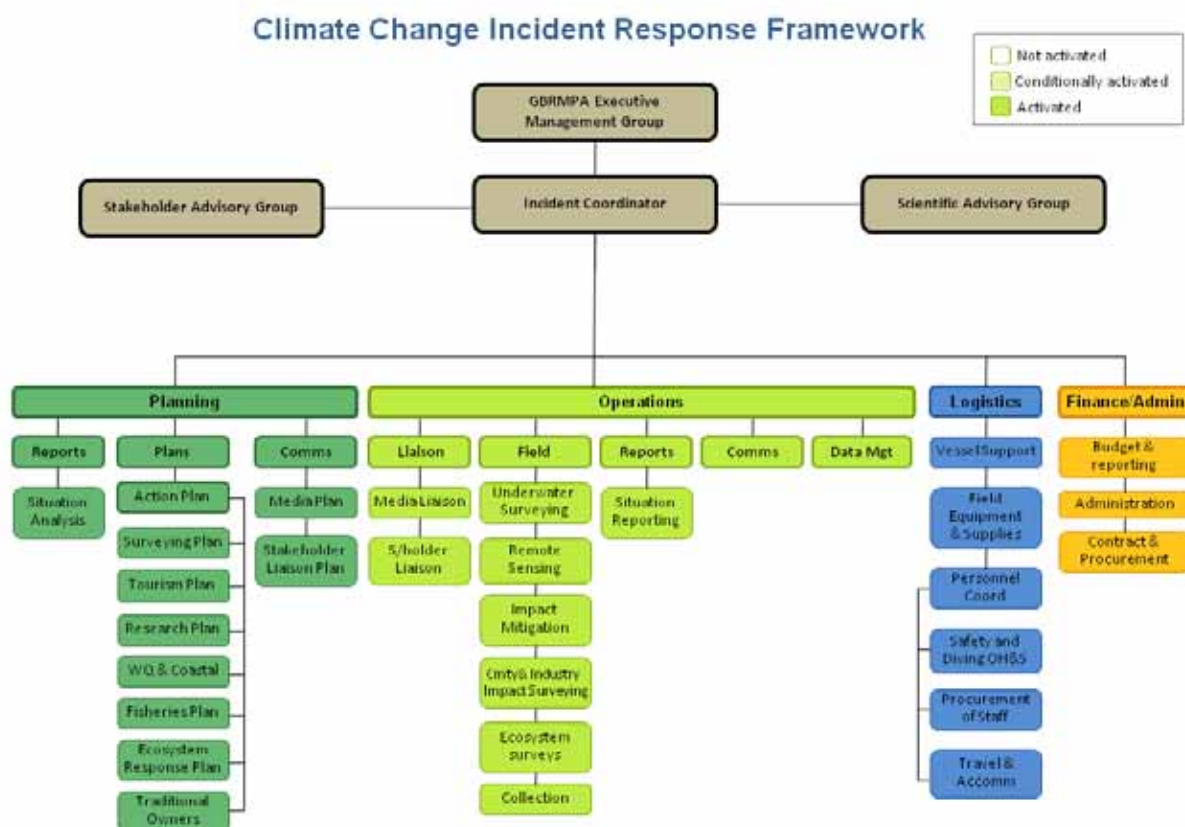 Climate Change Incident Response Framework
Not activated
Conditionally activated
Activated
GBRMPA Executive
Management Group
Stakeholder Advisory Group
Incident Coordinator
Scientific Advisory Group
Planning
Operations
Logistics
Finance/Admin
Reports
Plans
Comms
Liaison
Field
Reports
Comms
Data Mgt
Situation
Analysis
Action Plan
Surveying Plan
Tourism Plan
Research Plan
WQ & Coastal
Fisheries Plan
Ecosystem
Response Plan
Traditional
Owners
Media Plan
Stakeholder
Liaison Plan
Media Liaison
S/holder
Liaison
Underwater
Surveying
Remote
Sensing
Impact
Mitigation
Cmty & Industry
Impact Surveying
Ecosystem
surveys
Collection
Situation
Reporting
Vessel Support
Field
Equipment
& Supplies
Personnel
Coord
Safety and
Diving OH&S
Procurement
of Staff
Travel &
Accomm
Budget &
reporting
Administration
Contract &
Procurement